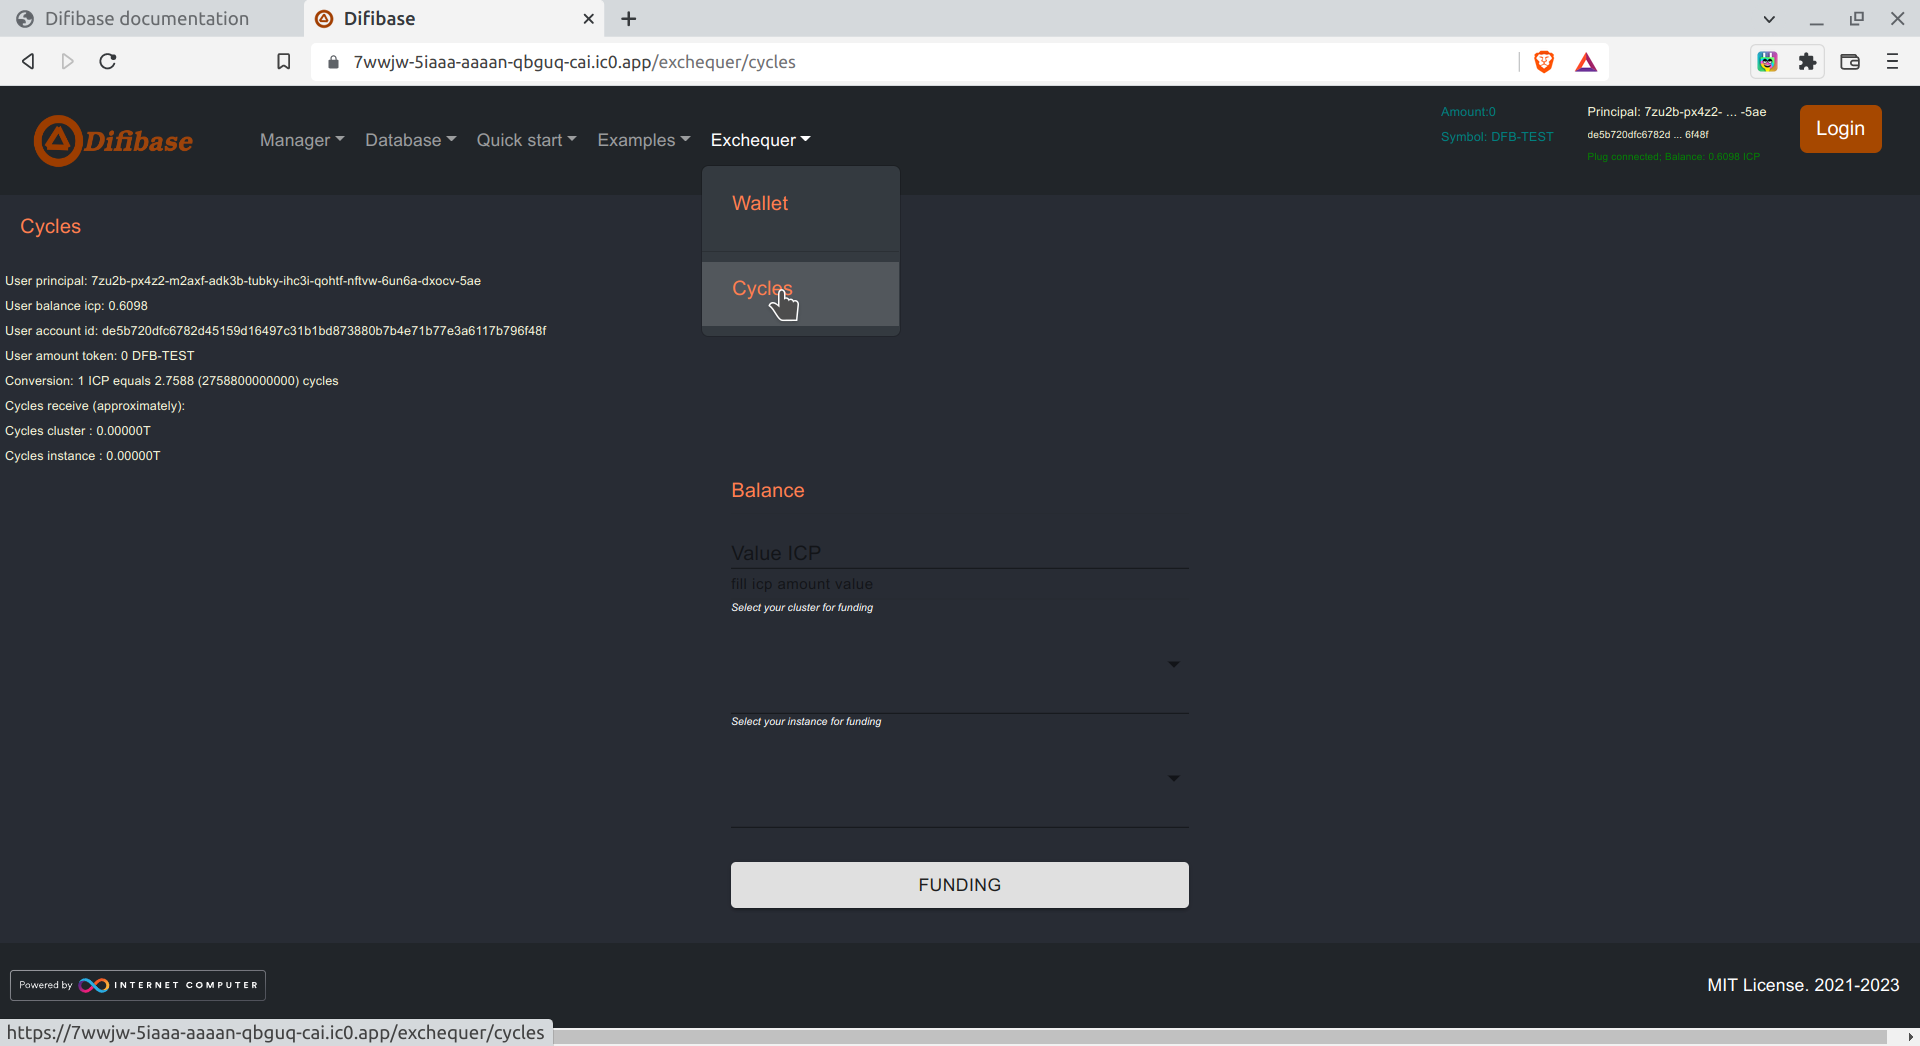 Difibase documentation
Difibase
7wwjw-5iaaa-aaaan-qbguq-cai.ic0.app/exchequer/cycles
Difibase
Manager
Database
Quick start
Examples
Exchequer
Amount:0
Symbol: DFB-TEST
Principal: 7zu2b-px4z2- ... -5ae
de5b720dfc6782d ... 6f48f
Plug connected; Balance: 0.6098 ICP
Login
Wallet
Cycles
Cycles
User principal: 7zu2b-px4z2-m2axf-adk3b-tubky-ihc3i-qohtf-nftvw-6un6a-dxocv-5ae
User balance icp: 0.6098
User account id: de5b720dfc6782d45159d16497c31b1bd873880b7b4e71b77e3a6117b796f48f
User amount token: 0 DFB-TEST
Conversion: 1 ICP equals 2.7588 (2758800000000) cycles
Cycles receive (approximately):
Cycles cluster : 0.00000T
Cycles instance : 0.00000T
Balance
Value ICP
fill icp amount value
Select your cluster for funding
Select your instance for funding
FUNDING
Powered by INTERNET COMPUTER
MIT License. 2021-2023
https://7wwjw-5iaaa-aaaan-qbguq-cai.ic0.app/exchequer/cycles